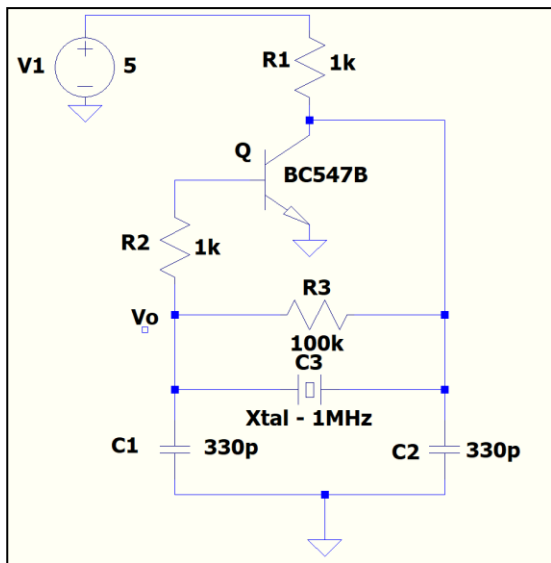 R1
1k
V1
5
Q
BC547B
R2
1k
R3
Vo
100k
C3
Xtal - 1MHz
C1
330p
C2
330p